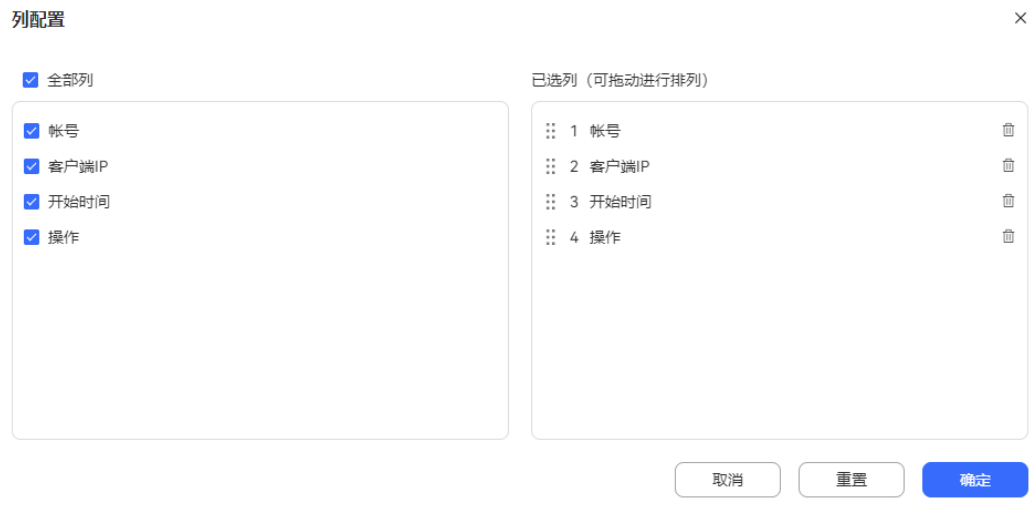 列配置
全部列
帐号
客户端IP
开始时间
操作
已选列（可拖动进行排列）
1 帐号
2 客户端IP
3 开始时间
4 操作
取消 重置 确定